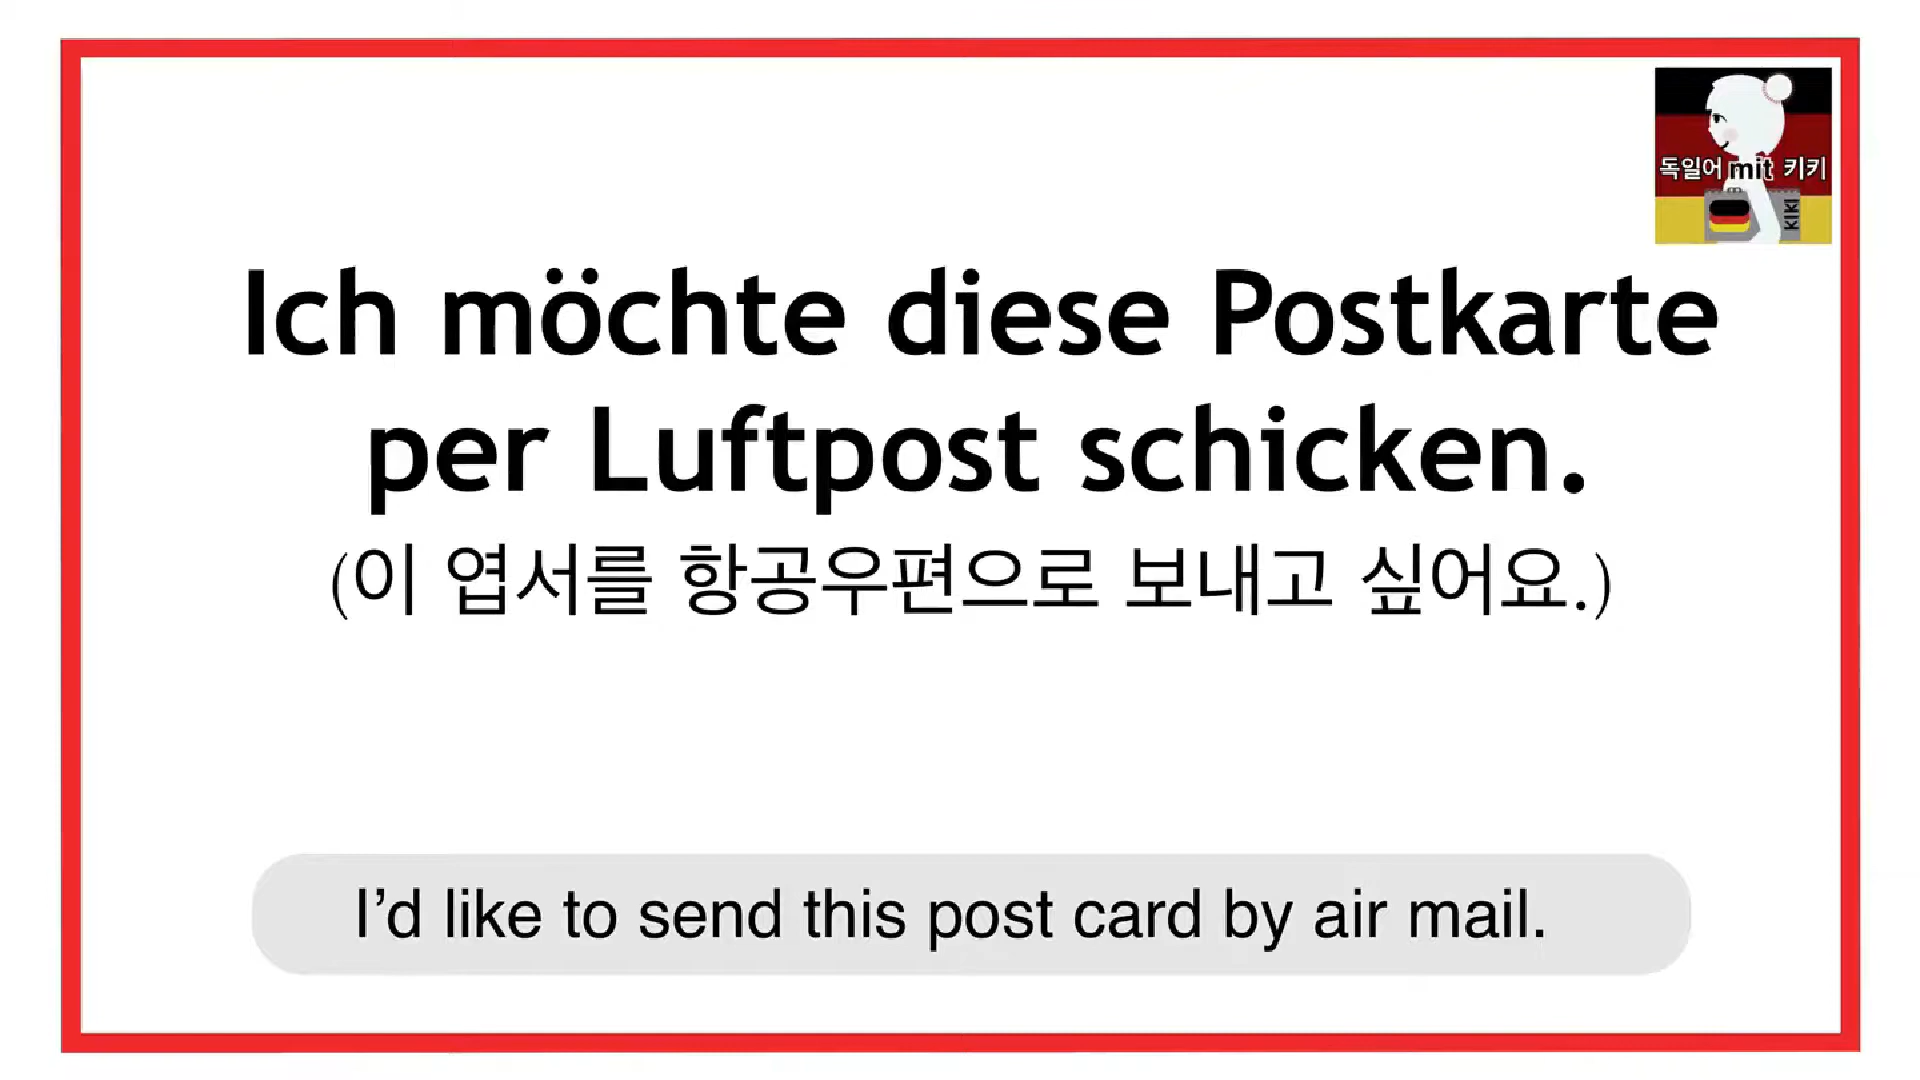 독일어 mit 키키
KIKI
Ich möchte diese Postkarte
per Luftpost schicken.
(이 엽서를 항공우편으로 보내고 싶어요.)
I’d like to send this post card by air mail.